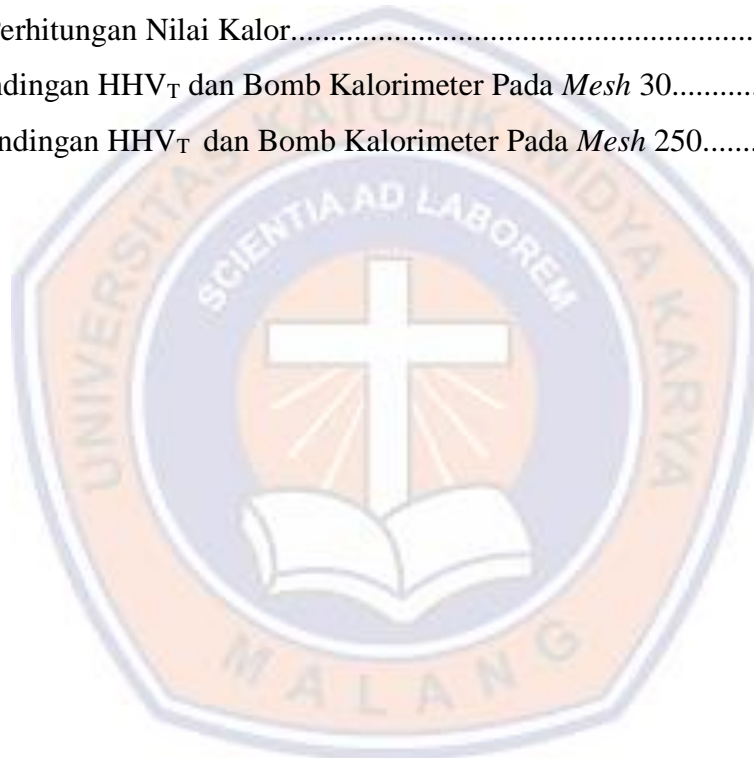 Perhitungan Nilai Kalor..........................................................
ndingan HHVT dan Bomb Kalorimeter Pada Mesh 30...........
ndingan HHVT dan Bomb Kalorimeter Pada Mesh 250.......
UNIVERSITAS KATOLIK WIDYA KARYA
SCIENTIA AD LABOREM
MALANG